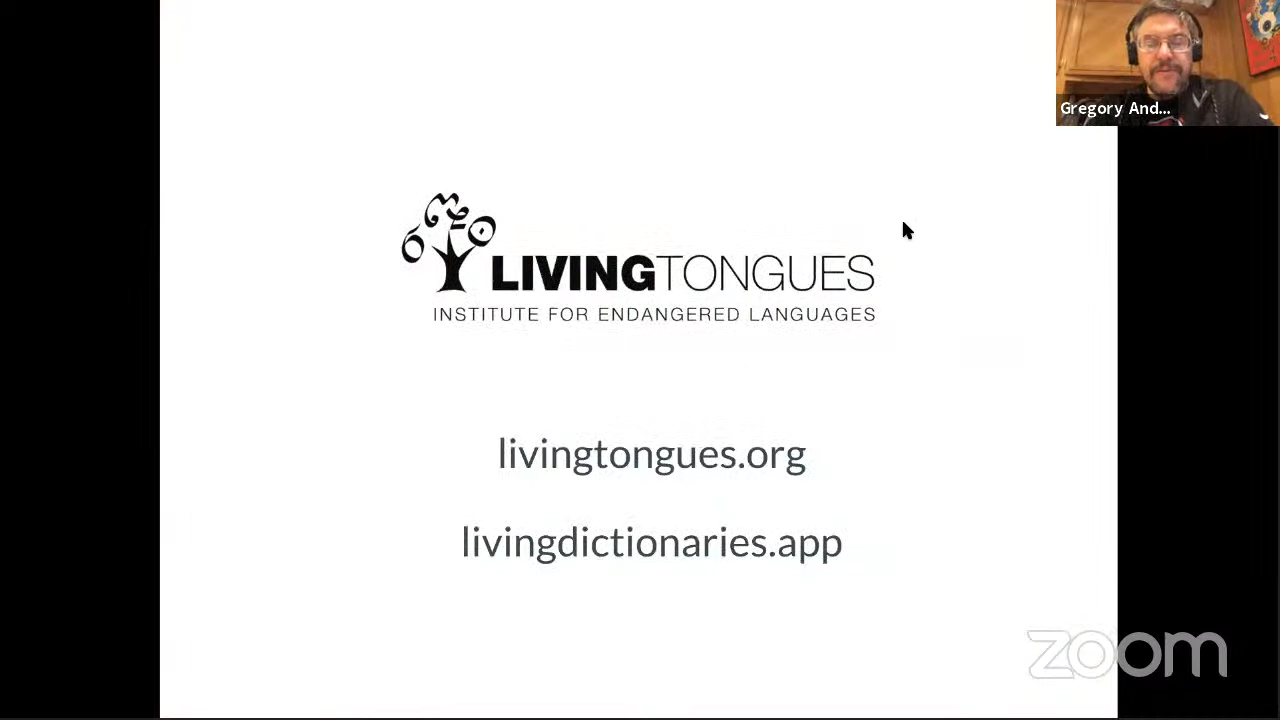 Gregory And...
LIVINGTONGUES
INSTITUTE FOR ENDANGERED LANGUAGES
livingtongues.org
livingdictionaries.app
zoom